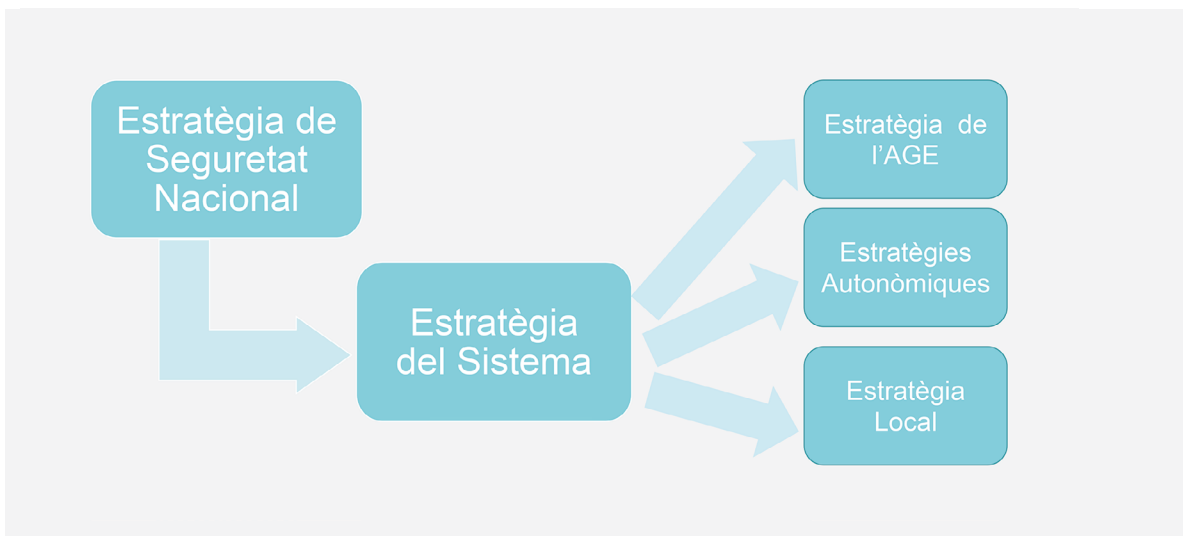 Estratègia de
Seguretat
Nacional
Estratègia
del Sistema
Estratègia de
l'AGE
Estratègies
Autonòmiques
Estratègia
Local